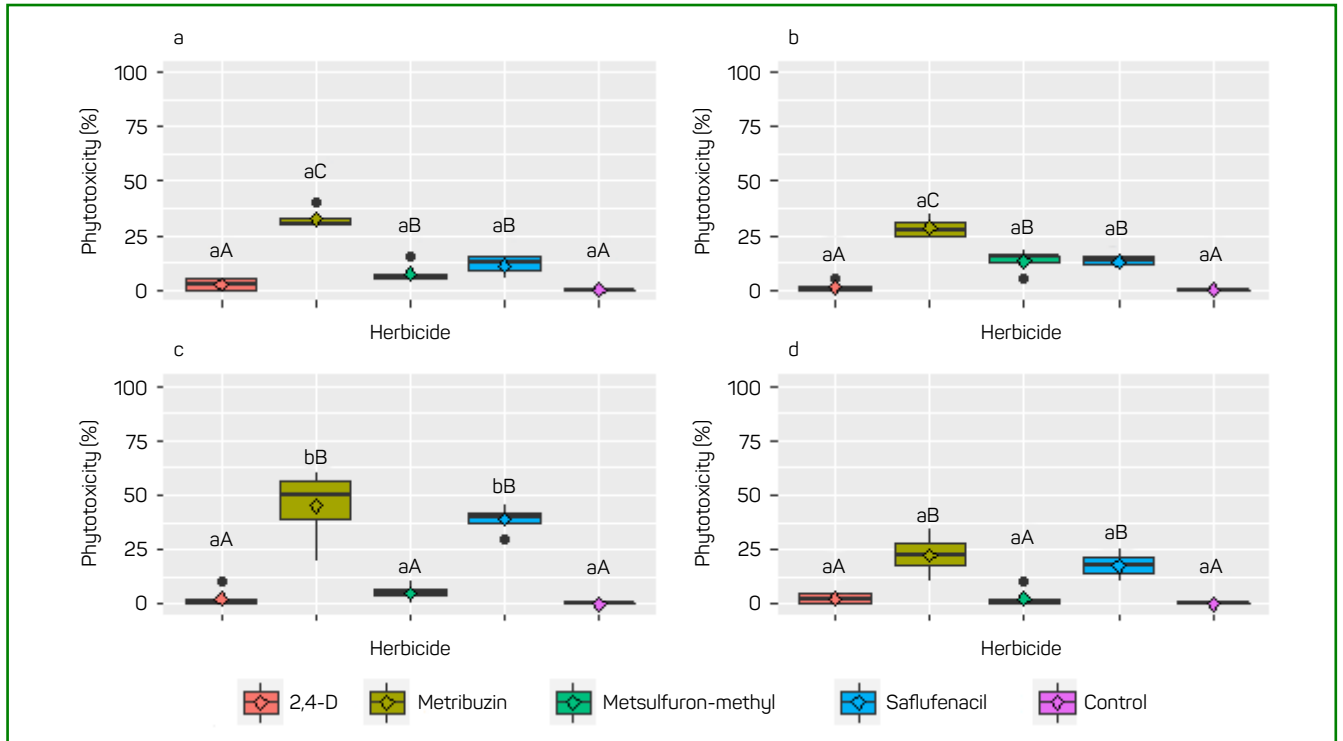 a
100
75
50
25
0
Phytotoxicity (%)
aA
aC
aB
aB
aA
Herbicide
b
100
75
50
25
0
Phytotoxicity (%)
aA
aC
aB
aB
aA
Herbicide
c
100
75
50
25
0
Phytotoxicity (%)
aA
bB
aA
bB
aA
Herbicide
d
100
75
50
25
0
Phytotoxicity (%)
aA
aB
aA
aB
aA
Herbicide
2,4-D
Metribuzin
Metsulfuron-methyl
Saflufenacil
Control